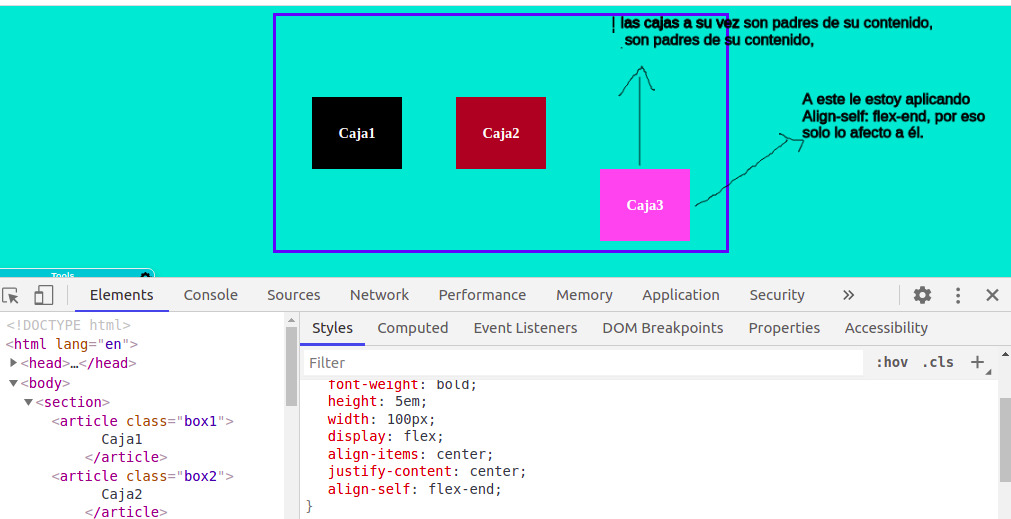 las cajas a su vez son padres de su contenido,
son padres de su contenido,
A este le estoy aplicando
Align-self: flex-end, por eso
solo lo afecto a él.
Caja1
Caja2
Caja3
Tools
Elements Console Sources Network Performance Memory Application Security »
<!DOCTYPE html>
<html lang="en">
<head>…</head>
<body>
<section>
<article class="box1">
Caja1
</article>
<article class="box2">
Caja2
</article>
Styles Computed Event Listeners DOM Breakpoints Properties Accessibility
Filter :hov .cls +
font-weight: bold;
height: 5em;
width: 100px;
display: flex;
align-items: center;
justify-content: center;
align-self: flex-end;
}